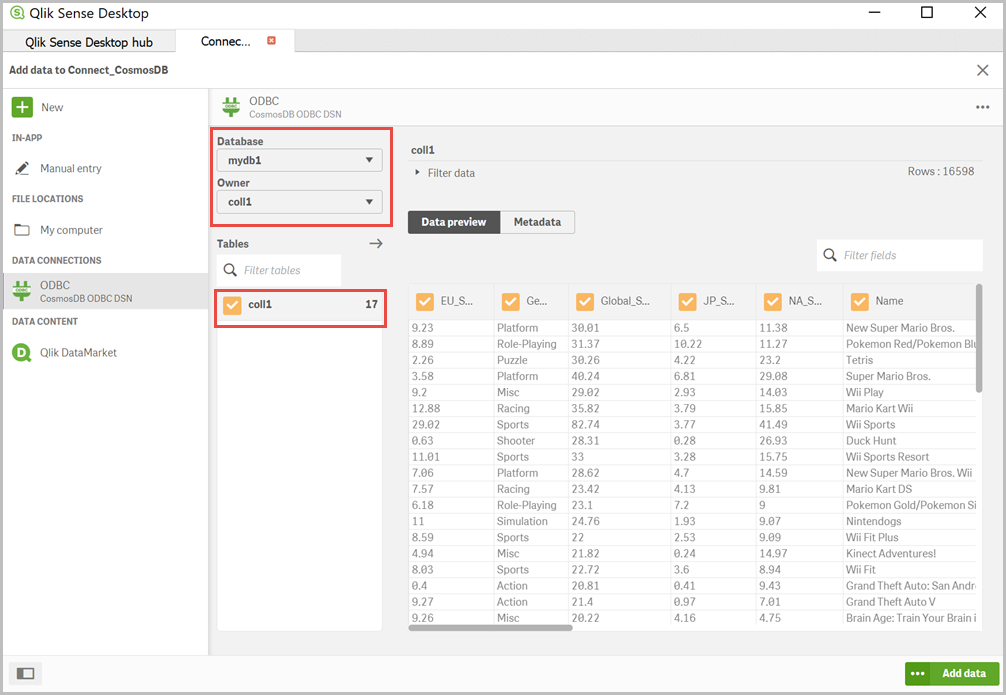 Qlik Sense Desktop
Qlik Sense Desktop hub
Connec...
Add data to Connect_CosmosDB
New
IN-APP
Manual entry
FILE LOCATIONS
My computer
DATA CONNECTIONS
ODBC
CosmosDB ODBC DSN
DATA CONTENT
Qlik DataMarket
ODBC
CosmosDB ODBC DSN
Database
mydb1
Owner
coll1
Tables
Filter tables
coll1 17
coll1
Filter data
Rows : 16598
Data preview Metadata
Filter fields
EU_S... Ge... Global_S... JP_S... NA_S... Name
9.23 Platform 30.01 6.5 11.38 New Super Mario Bros.
8.89 Role-Playing 31.37 10.22 11.27 Pokemon Red/Pokemon Blu
2.26 Puzzle 30.26 4.22 23.2 Tetris
3.58 Platform 40.24 6.81 29.08 Super Mario Bros.
9.2 Misc 29.02 2.93 14.03 Wii Play
12.88 Racing 35.82 3.79 15.85 Mario Kart Wii
29.02 Sports 82.74 3.77 41.49 Wii Sports
0.63 Shooter 28.31 0.28 26.93 Duck Hunt
11.01 Sports 33 3.28 15.75 Wii Sports Resort
7.06 Platform 28.62 4.7 14.59 New Super Mario Bros. Wii
7.57 Racing 23.42 4.13 9.81 Mario Kart DS
6.18 Role-Playing 23.1 7.2 9 Pokemon Gold/Pokemon Si
11 Simulation 24.76 1.93 9.07 Nintendogs
8.59 Sports 22 2.53 9.09 Wii Fit Plus
4.94 Misc 21.82 0.24 14.97 Kinect Adventures!
8.03 Sports 22.72 3.6 8.94 Wii Fit
0.4 Action 20.81 0.41 9.43 Grand Theft Auto: San Andr
9.27 Action 21.4 0.97 7.01 Grand Theft Auto V
9.26 Misc 20.22 4.16 4.75 Brain Age: Train Your Brain i
Add data